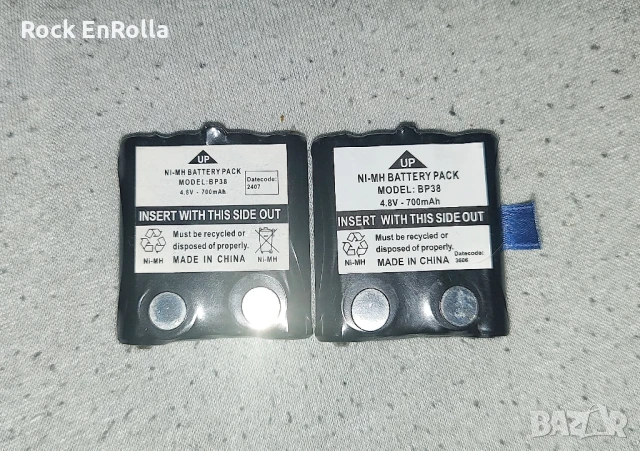 Rock EnRolla
UP
NI-MH BATTERY PACK
MODEL: BP38
4.8V - 700mAh
Datecode:
2407
INSERT WITH THIS SIDE OUT
Must be recycled or
disposed of properly.
Ni-MH
MADE IN CHINA
Ni-MH
UP
NI-MH BATTERY PACK
MODEL: BP38
4.8V - 700mAh
INSERT WITH THIS SIDE OUT
Must be recycled or
disposed of properly.
Ni-MH
MADE IN CHINA
Datecode:
3606
BAZAR